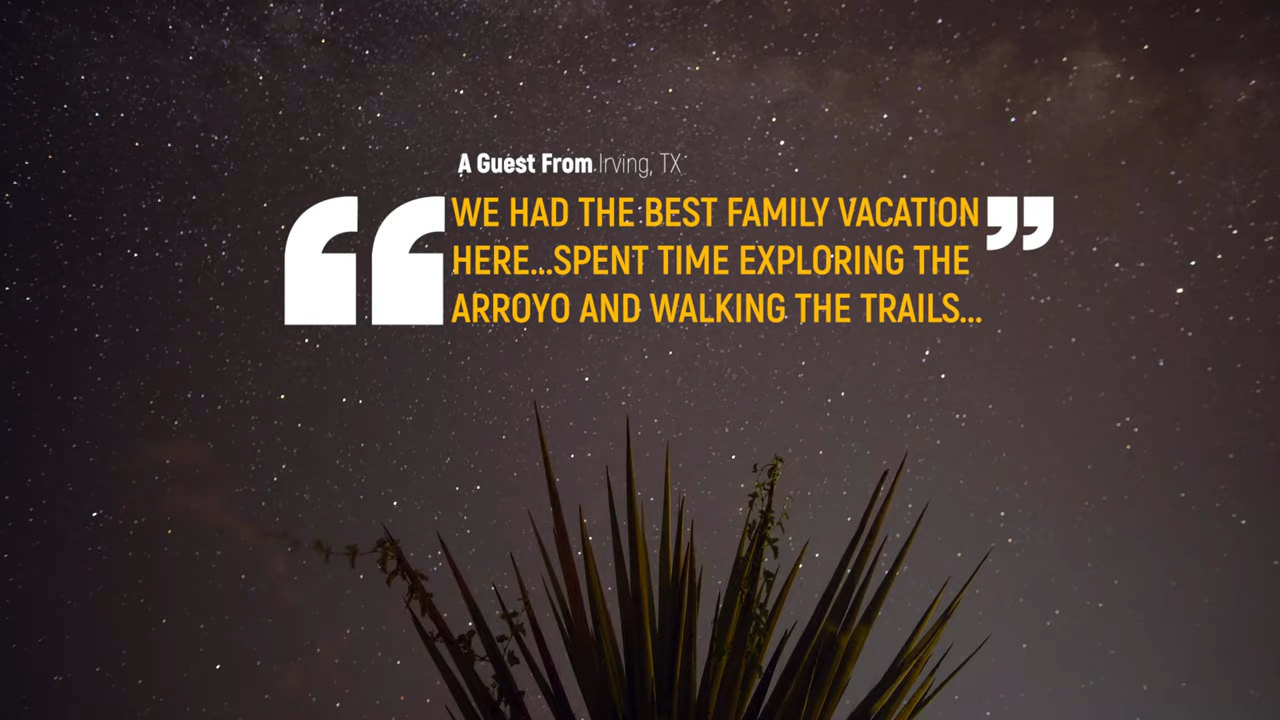 A Guest From Irving, TX
“WE HAD THE BEST FAMILY VACATION
HERE...SPENT TIME EXPLORING THE
ARROYO AND WALKING THE TRAILS...”